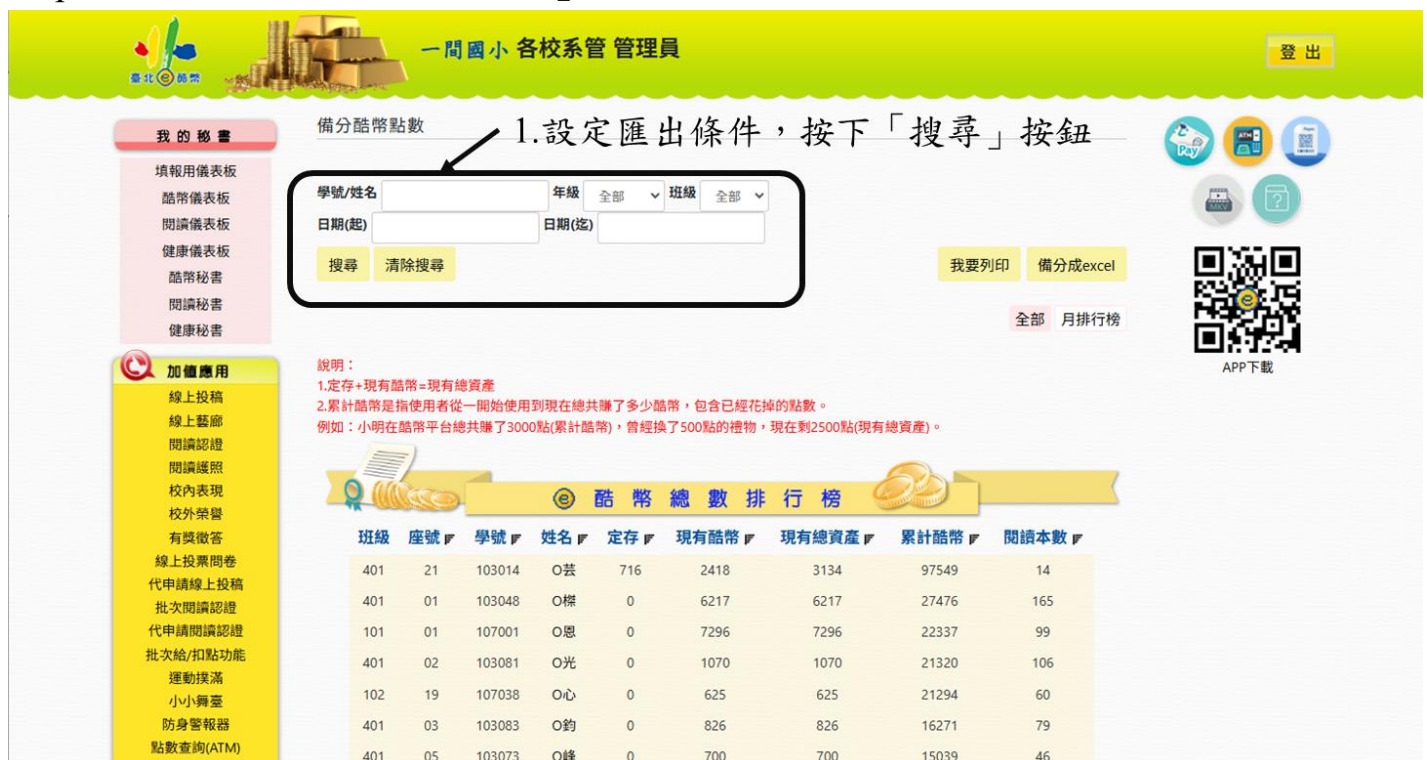 臺北e酷幣
一間國小 各校系管 管理員
登 出
我 的 秘 書
填報用儀表板
酷幣儀表板
閱讀儀表板
健康儀表板
酷幣秘書
閱讀秘書
健康秘書
加值應用
線上投稿
線上藝廊
閱讀認證
閱讀護照
校內表現
校外榮譽
有獎徵答
線上投票問卷
代申請線上投稿
批次閱讀認證
代申請閱讀認證
批次給/扣點功能
運動撲滿
小小舞臺
防身警報器
點數查詢(ATM)
備分酷幣點數
1.設定匯出條件，按下「搜尋」按鈕
學號/姓名 年級 全部 班級 全部
日期(起) 日期(迄)
搜尋 清除搜尋
我要列印 備分成excel
全部 月排行榜
說明：
1.定存+現有酷幣=現有總資產
2.累計酷幣是指使用者從一開始使用到現在總共賺了多少酷幣，包含已經花掉的點數。
例如：小明在酷幣平台總共賺了3000點(累計酷幣)，曾經換了500點的禮物，現在剩2500點(現有總資產)。
e 酷 幣 總 數 排 行 榜
班級 座號 學號 姓名 定存 現有酷幣 現有總資產 累計酷幣 閱讀本數
401 21 103014 O芸 716 2418 3134 97549 14
401 01 103048 O榤 0 6217 6217 27476 165
101 01 107001 O恩 0 7296 7296 22337 99
401 02 103081 O光 0 1070 1070 21320 106
102 19 107038 O心 0 625 625 21294 60
401 03 103083 O鈞 0 826 826 16271 79
401 05 103073 O峰 0 700 700 15039 46
Pay
ATM
MKV
?
APP下載